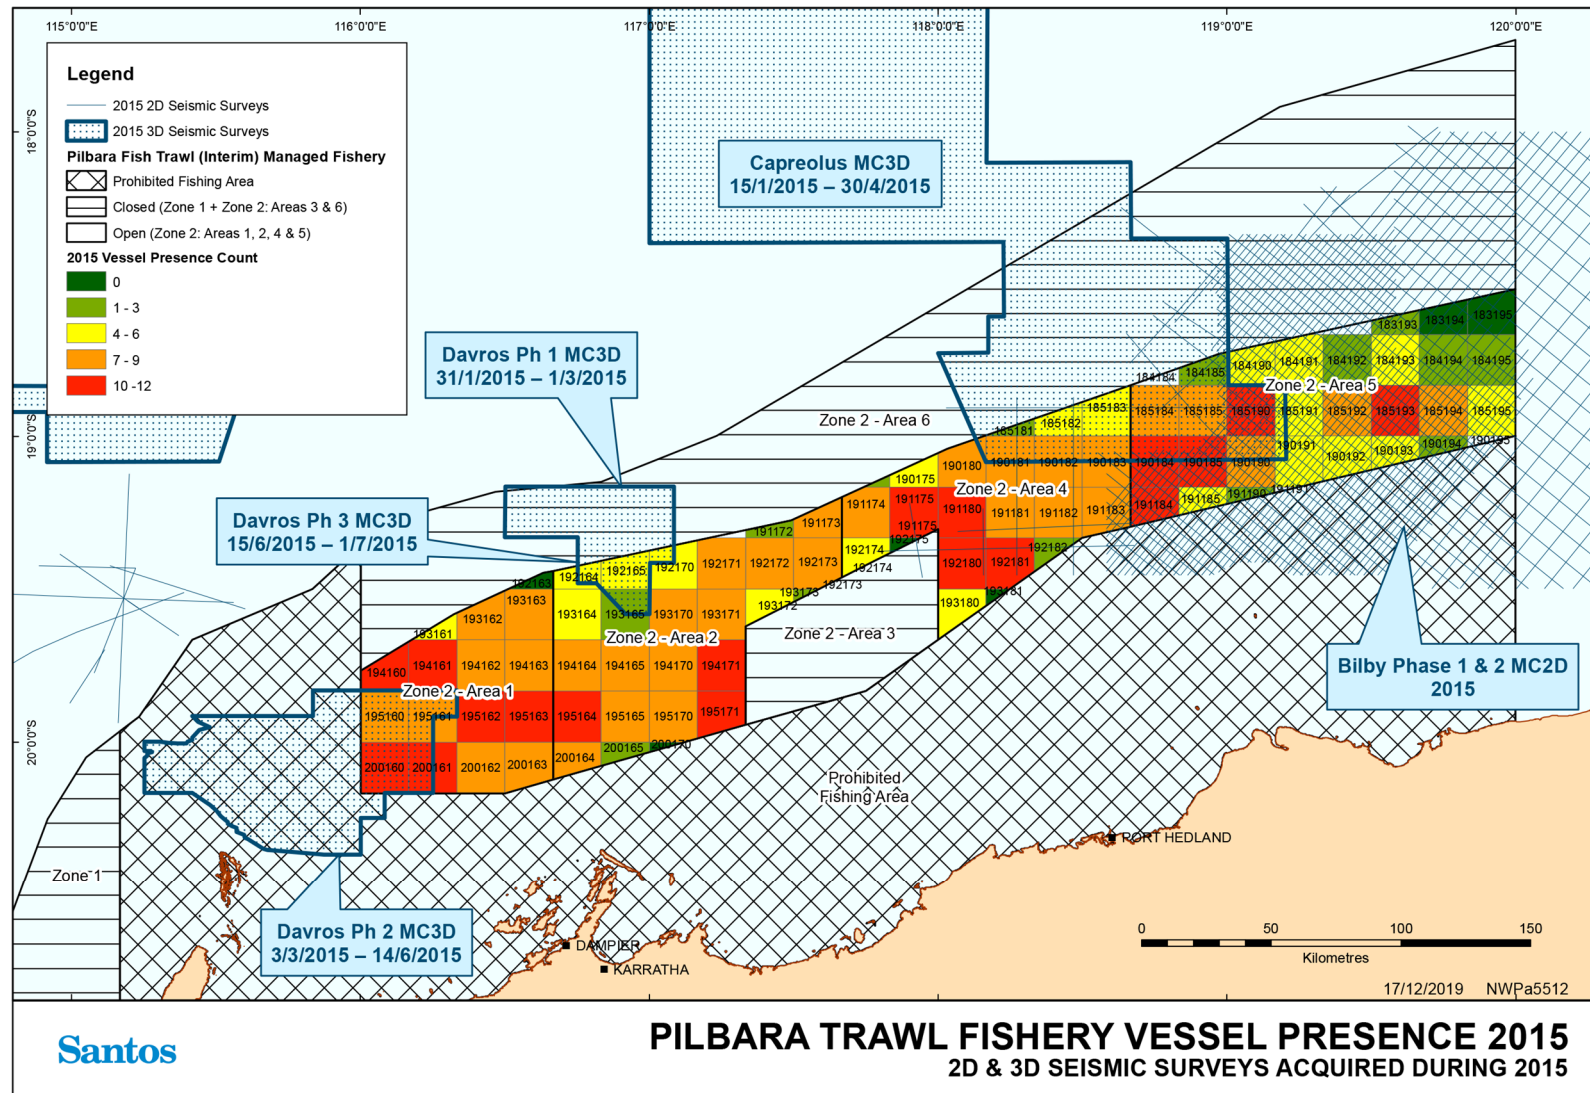 115°0'0"E
116°0'0"E
117°0'0"E
118°0'0"E
119°0'0"E
120°0'0"E
18°0'0"S
19°0'0"S
20°0'0"S
Legend
2015 2D Seismic Surveys
2015 3D Seismic Surveys
Pilbara Fish Trawl (Interim) Managed Fishery
Prohibited Fishing Area
Closed (Zone 1 + Zone 2: Areas 3 & 6)
Open (Zone 2: Areas 1, 2, 4 & 5)
2015 Vessel Presence Count
0
1 - 3
4 - 6
7 - 9
10 -12
Capreolus MC3D
15/1/2015 – 30/4/2015
Davros Ph 1 MC3D
31/1/2015 – 1/3/2015
Davros Ph 3 MC3D
15/6/2015 – 1/7/2015
Davros Ph 2 MC3D
3/3/2015 – 14/6/2015
Bilby Phase 1 & 2 MC2D
2015
183193
183194
183195
184184
184185
184190
184191
184192
184193
184194
184195
Zone 2 - Area 5
185181
185182
185183
185184
185185
185190
185191
185192
185193
185194
185195
Zone 2 - Area 6
190175
190180
190181
190182
190183
190184
190185
190190
190191
190192
190193
190194
190195
Zone 2 - Area 4
191172
191173
191174
191175
191175
191180
191181
191182
191183
191184
191185
191190
191191
192163
192164
192165
192170
192171
192172
192173
192174
192175
192174
192173
192180
192181
192182
193161
193162
193163
193164
193165
193170
193171
193172
193173
193180
193181
Zone 2 - Area 2
Zone 2 - Area 3
194160
194161
194162
194163
194164
194165
194170
194171
Zone 2 - Area 1
195160
195161
195162
195163
195164
195165
195170
195171
200160
200161
200162
200163
200164
200165
200170
Prohibited
Fishing Area
Zone 1
PORT HEDLAND
DAMPIER
KARRATHA
0 50 100 150
Kilometres
17/12/2019 NWPa5512
Santos
PILBARA TRAWL FISHERY VESSEL PRESENCE 2015
2D & 3D SEISMIC SURVEYS ACQUIRED DURING 2015